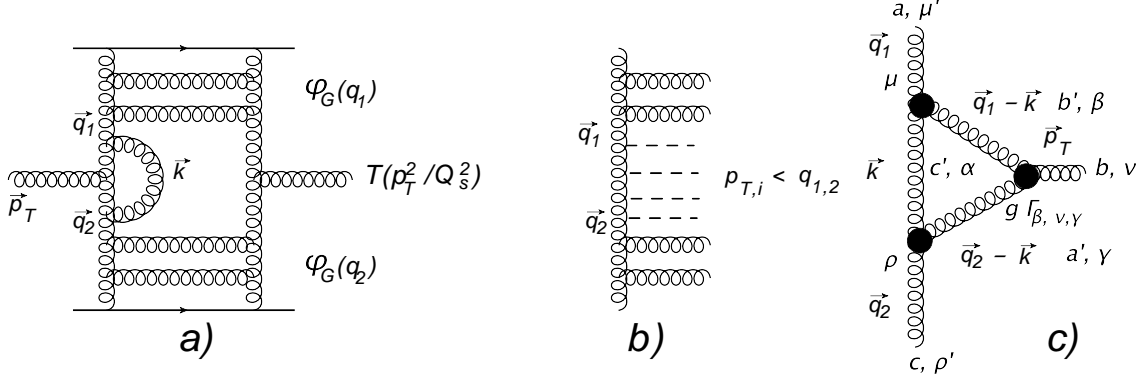 φ_G(q_1)
q⃗_1
k⃗
p⃗_T
T(p_T^2/Q_s^2)
q⃗_2
φ_G(q_2)
a)
q⃗_1
p_{T,i} < q_{1,2}
q⃗_2
b)
a, μ'
q⃗_1
μ
q⃗_1 – k⃗ b', β
p⃗_T
k⃗
c', α
b, ν
g Γ_{β, ν,γ}
ρ
q⃗_2 – k⃗ a', γ
q⃗_2
c, ρ'
c)